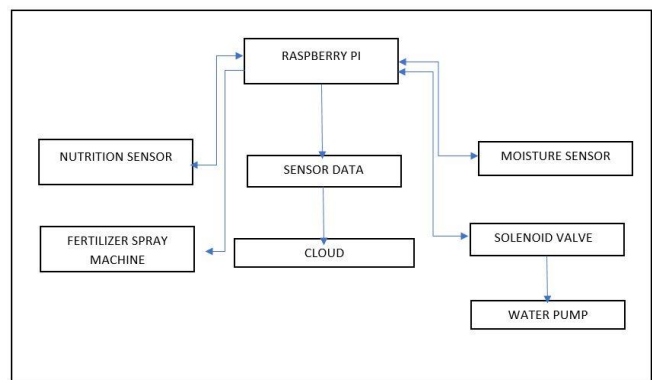 RASPBERRY PI
NUTRITION SENSOR
SENSOR DATA
MOISTURE SENSOR
FERTILIZER SPRAY
MACHINE
CLOUD
SOLENOID VALVE
WATER PUMP